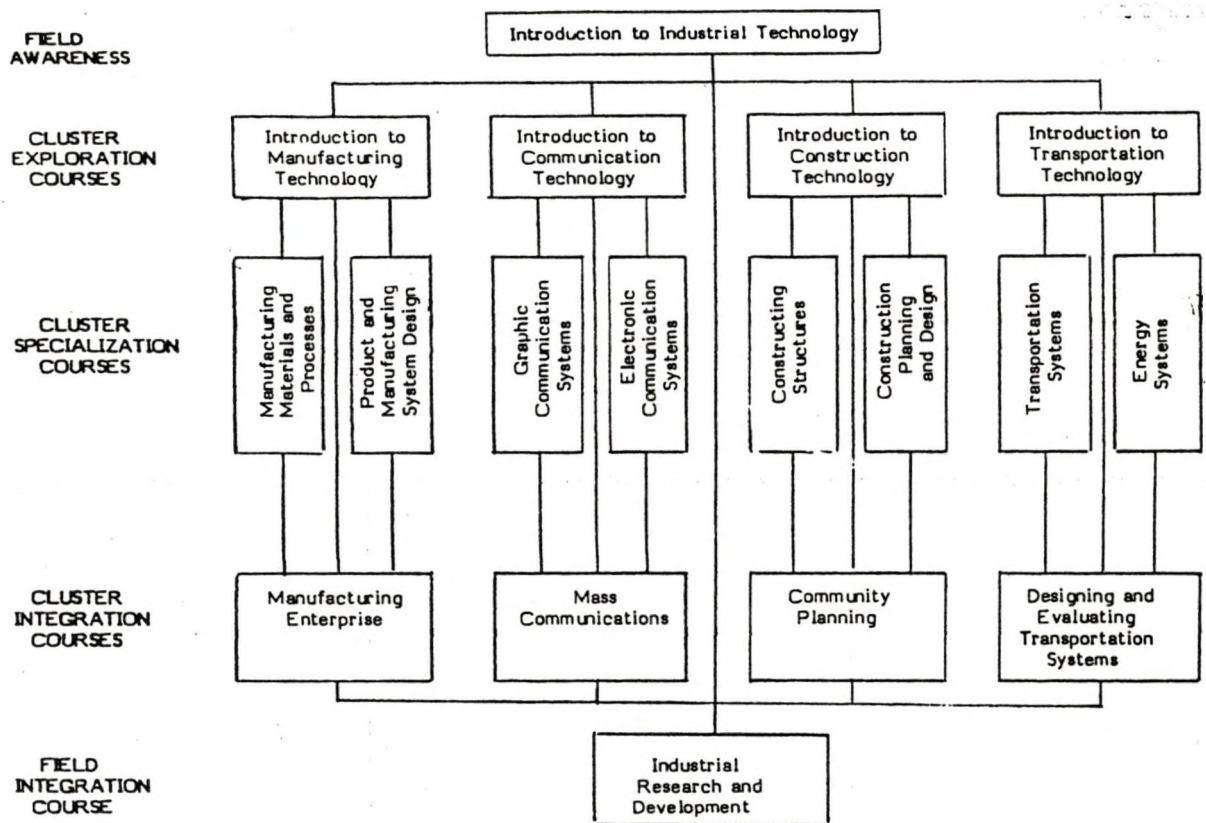 FIELD
AWARENESS
Introduction to Industrial Technology
CLUSTER
EXPLORATION
COURSES
Introduction to
Manufacturing
Technology
Introduction to
Communication
Technology
Introduction to
Construction
Technology
Introduction to
Transportation
Technology
CLUSTER
SPECIALIZATION
COURSES
Manufacturing
Materials and
Processes
Product and
Manufacturing
System Design
Graphic
Communication
Systems
Electronic
Communication
Systems
Constructing
Structures
Construction
Planning
and Design
Transportation
Systems
Energy
Systems
CLUSTER
INTEGRATION
COURSES
Manufacturing
Enterprise
Mass
Communications
Community
Planning
Designing and
Evaluating
Transportation
Systems
FIELD
INTEGRATION
COURSE
Industrial
Research and
Development